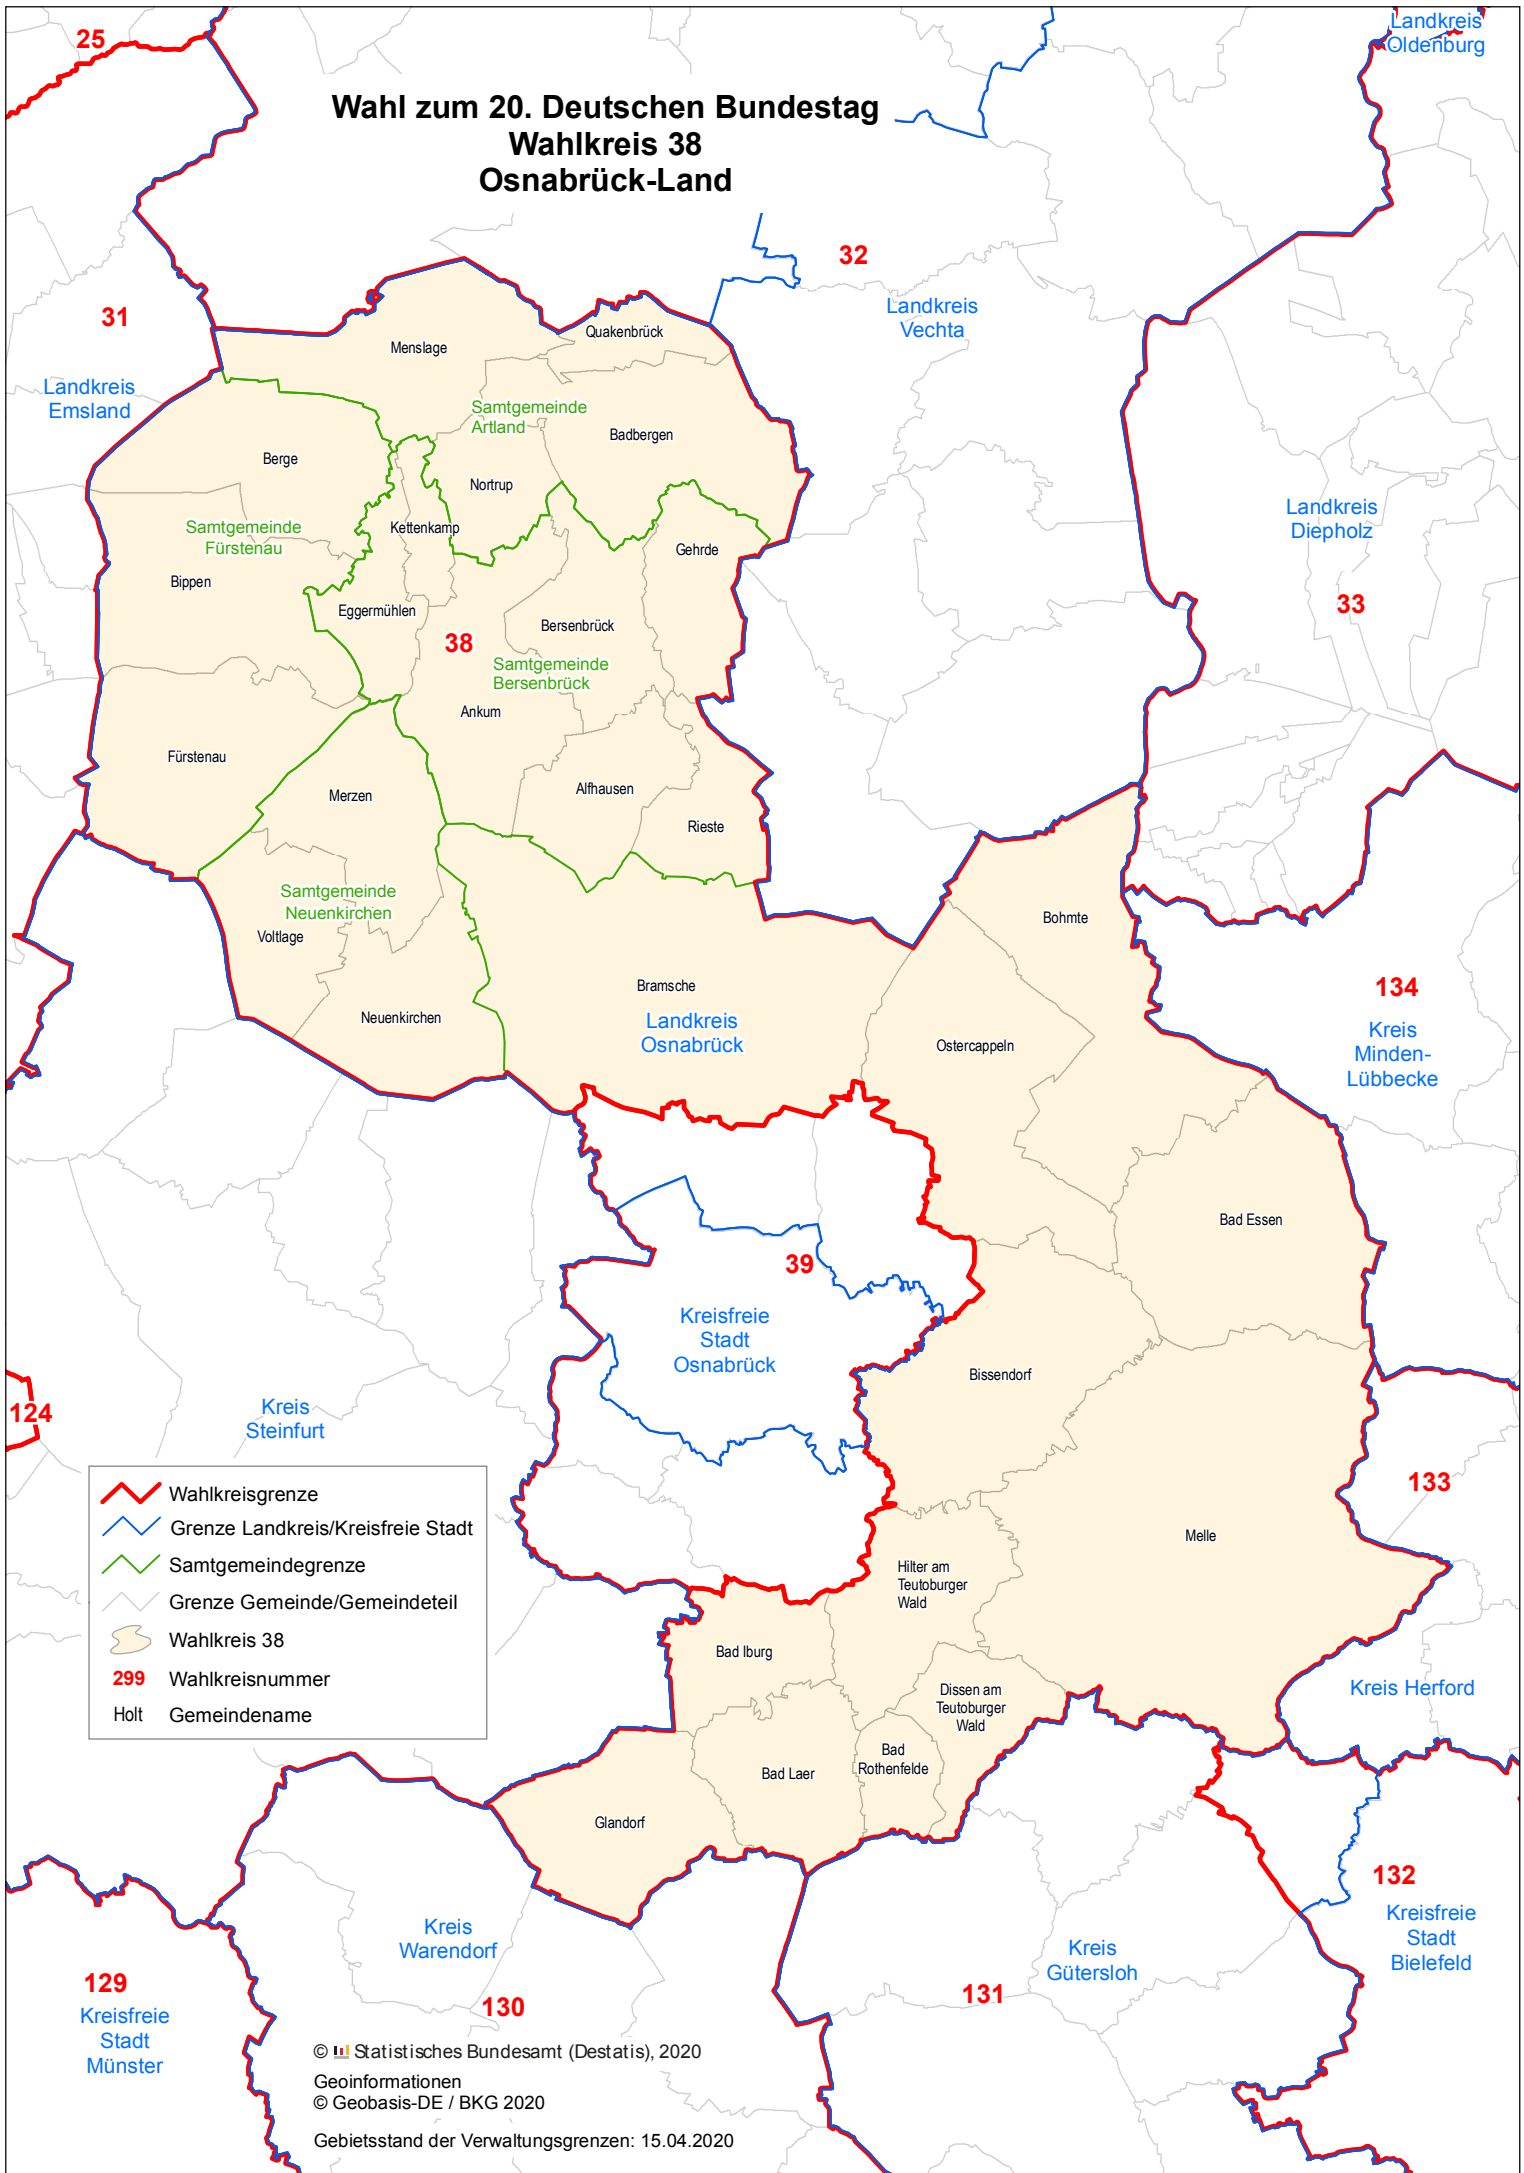 25
Landkreis
Oldenburg
Wahl zum 20. Deutschen Bundestag
Wahlkreis 38
Osnabrück-Land
32
Landkreis
Vechta
31
Landkreis
Emsland
Quakenbrück
Menslage
Samtgemeinde
Artland
Badbergen
Berge
Nortrup
Samtgemeinde
Fürstenau
Kettenkamp
Gehrde
Landkreis
Diepholz
33
Bippen
Eggermühlen
Bersenbrück
38
Samtgemeinde
Bersenbrück
Ankum
Fürstenau
Merzen
Alfhausen
Rieste
Samtgemeinde
Neuenkirchen
Voltlage
Bohmte
Bramsche
Landkreis
Osnabrück
Neuenkirchen
Ostercappeln
134
Kreis
Minden-
Lübbecke
Bad Essen
39
Kreisfreie
Stadt
Osnabrück
Bissendorf
124
Kreis
Steinfurt
133
Melle
Wahlkreisgrenze
Grenze Landkreis/Kreisfreie Stadt
Samtgemeindegrenze
Grenze Gemeinde/Gemeindeteil
Wahlkreis 38
299 Wahlkreisnummer
Holt Gemeindename
Hilter am
Teutoburger
Wald
Bad Iburg
Dissen am
Teutoburger
Wald
Kreis Herford
Bad
Rothenfelde
Bad Laer
Glandorf
132
Kreisfreie
Stadt
Bielefeld
Kreis
Warendorf
Kreis
Gütersloh
129
Kreisfreie
Stadt
Münster
130
131
© Statistisches Bundesamt (Destatis), 2020
Geoinformationen
© Geobasis-DE / BKG 2020
Gebietsstand der Verwaltungsgrenzen: 15.04.2020